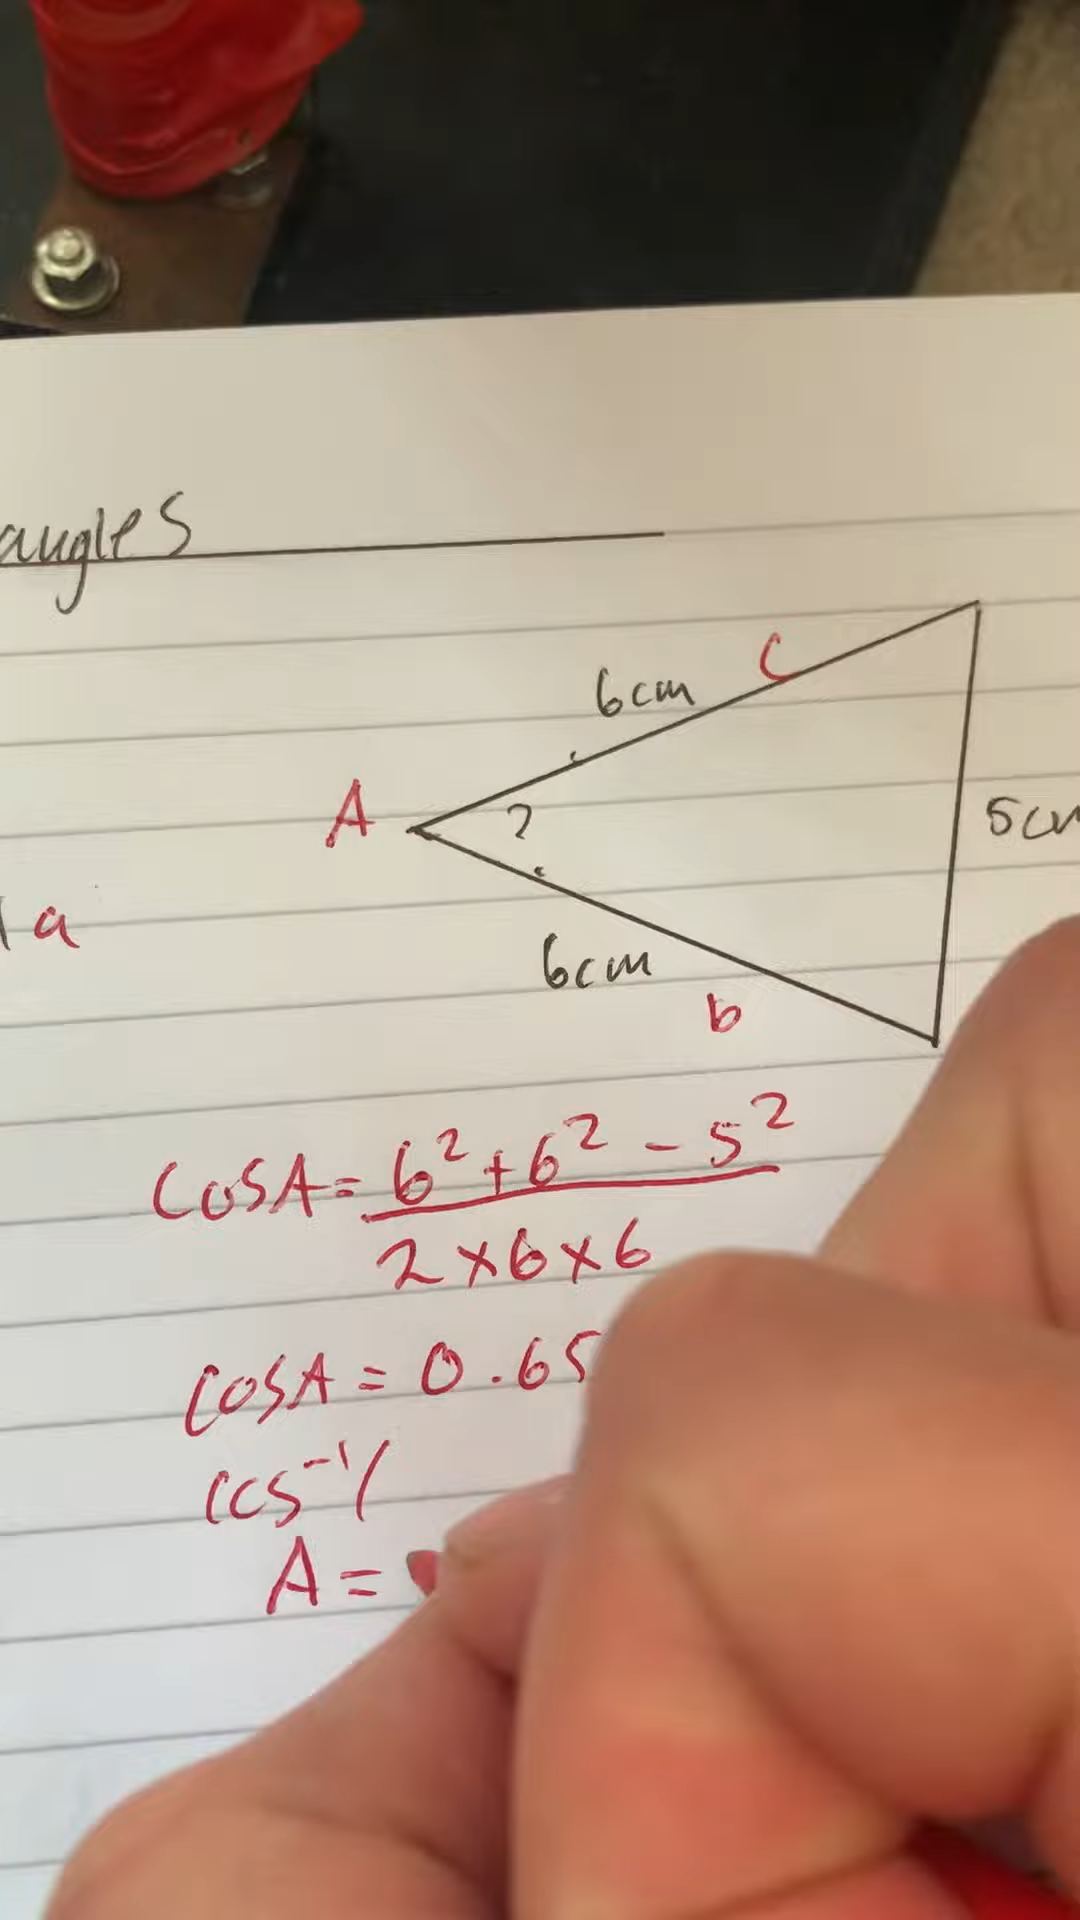 angles
c
6cm
A
?
5cm
a
6cm
b
COSA = 6² + 6² - 5²
2 × 6 × 6
COSA = 0.65
cos⁻¹(
A =